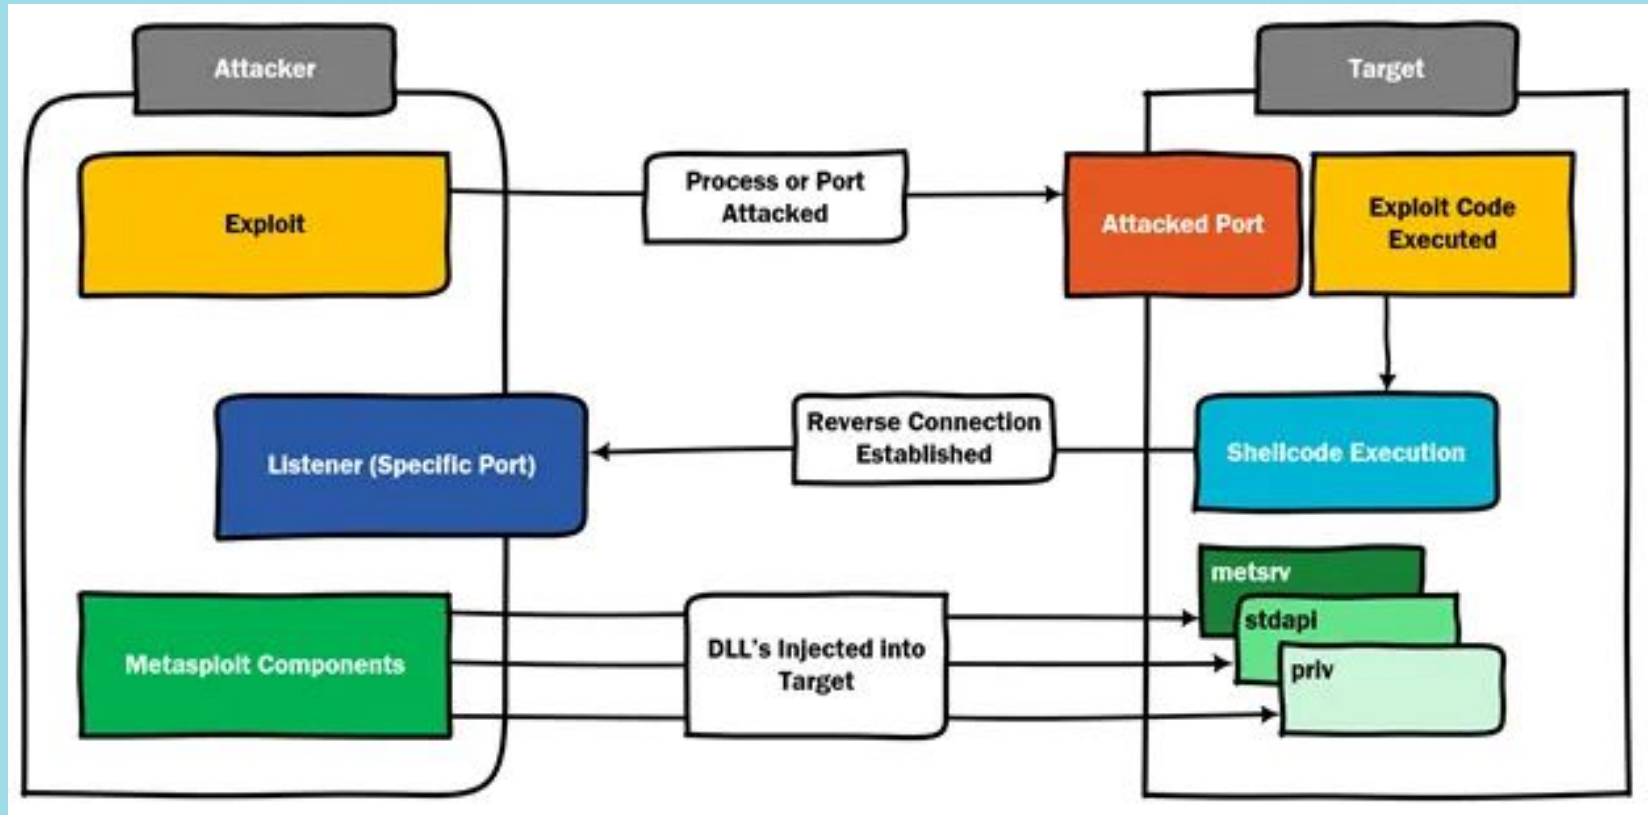 Attacker
Target
Exploit
Process or Port
Attacked
Attacked Port
Exploit Code
Executed
Listener (Specific Port)
Reverse Connection
Established
Shellcode Execution
Metasploit Components
DLL's Injected into
Target
metsrv
stdapi
priv